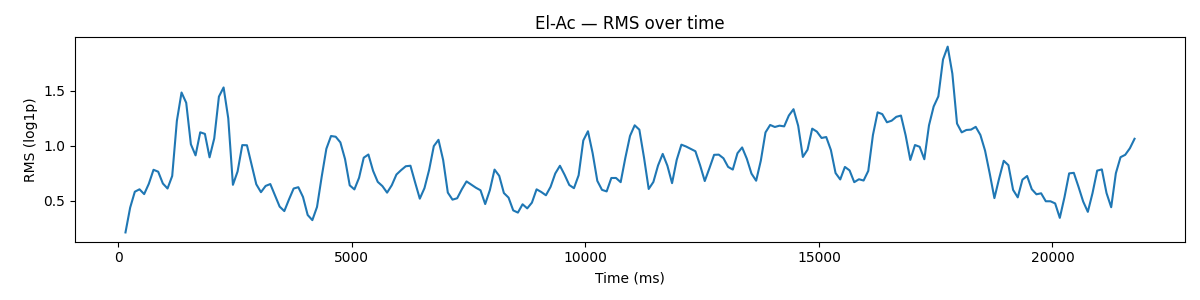 El-Ac — RMS over time
RMS (log1p)
1.5
1.0
0.5
0 5000 10000 15000 20000
Time (ms)